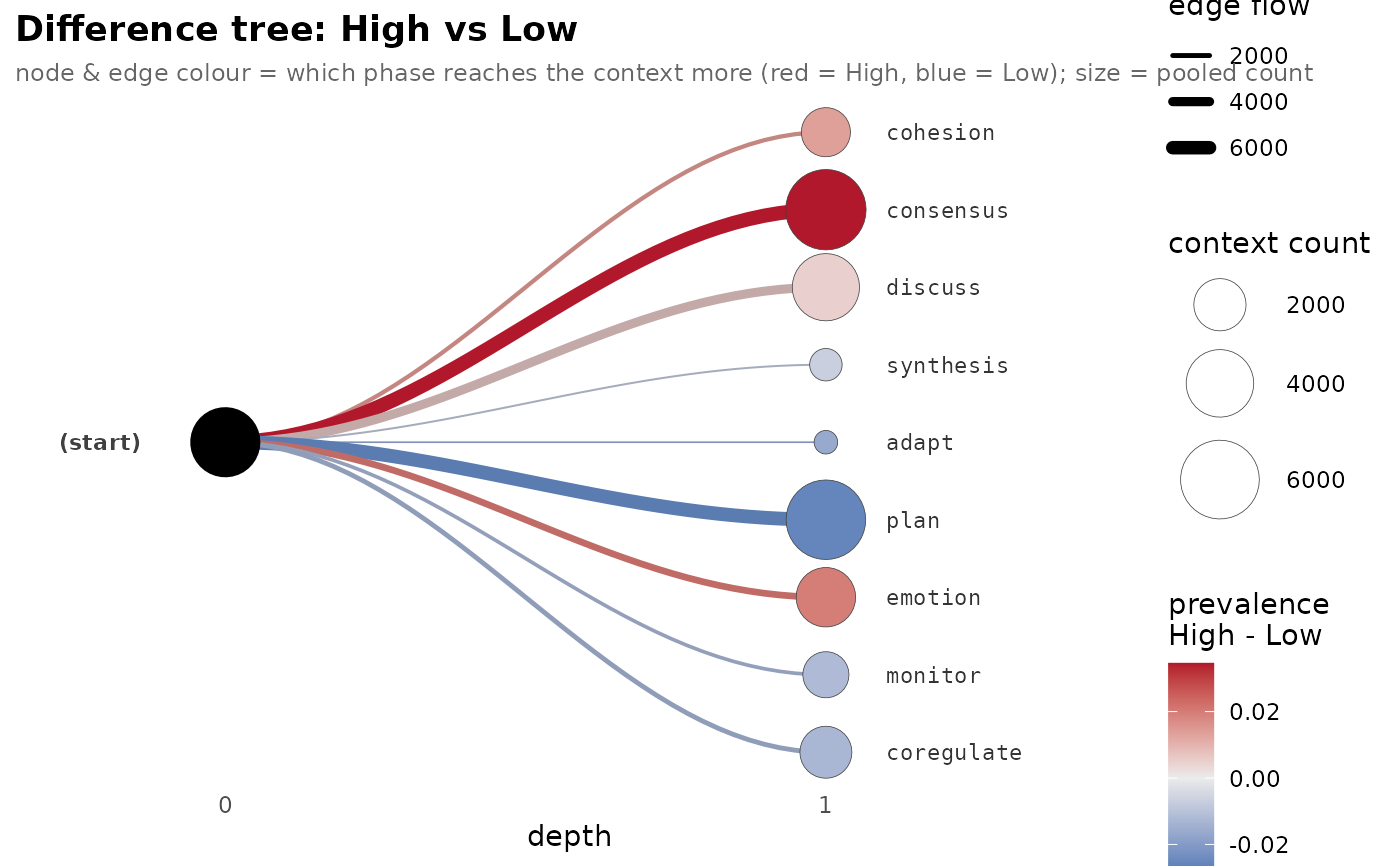 Difference tree: High vs Low
node & edge colour = which phase reaches the context more (red = High, blue = Low); size = pooled count
edge flow
2000
4000
6000
context count
2000
4000
6000
prevalence
High - Low
0.02
0.00
-0.02
cohesion
consensus
discuss
synthesis
(start)
adapt
plan
emotion
monitor
coregulate
0
1
depth